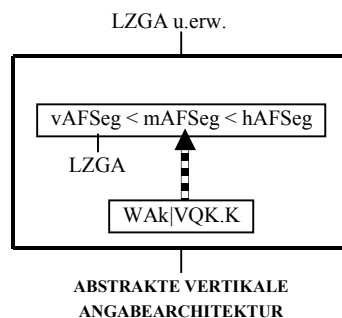 LZGA u.erw.
vAFSeg < mAFSeg < hAFSeg
LZGA
WAk|VQK.K
ABSTRAKTE VERTIKALE
ANGABEARCHITEKTUR